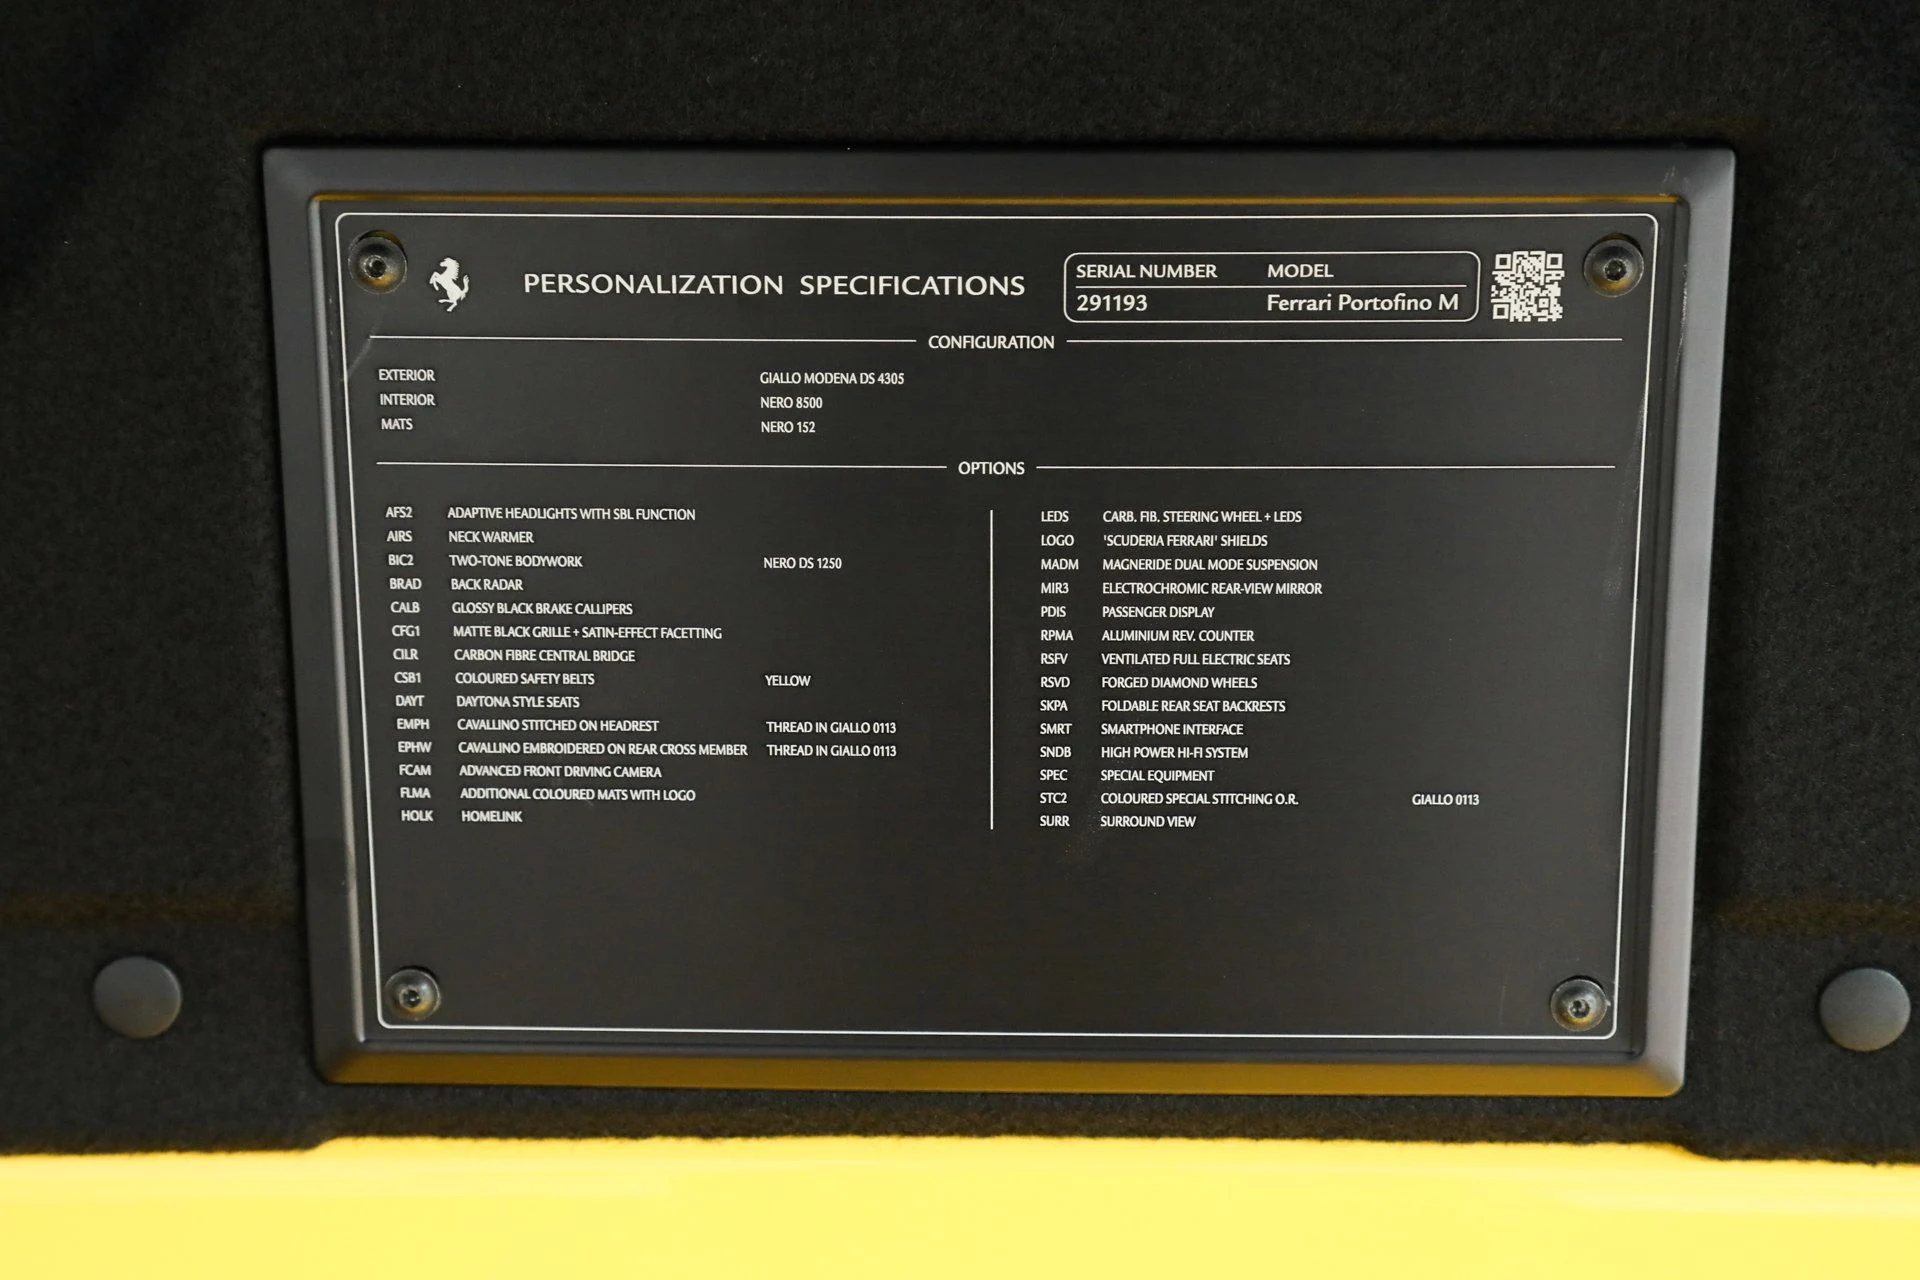 PERSONALIZATION SPECIFICATIONS
SERIAL NUMBER MODEL
291193 Ferrari Portofino M
CONFIGURATION
EXTERIOR GIALLO MODENA DS 4305
INTERIOR NERO 8500
MATS NERO 152
OPTIONS
AFS2 ADAPTIVE HEADLIGHTS WITH SBL FUNCTION
AIRS NECK WARMER
BIC2 TWO-TONE BODYWORK NERO DS 1250
BRAD BACK RADAR
CALB GLOSSY BLACK BRAKE CALLIPERS
CFG1 MATTE BLACK GRILLE + SATIN-EFFECT FACETTING
CILR CARBON FIBRE CENTRAL BRIDGE
CSB1 COLOURED SAFETY BELTS YELLOW
DAYT DAYTONA STYLE SEATS
EMPH CAVALLINO STITCHED ON HEADREST THREAD IN GIALLO 0113
EPHW CAVALLINO EMBROIDERED ON REAR CROSS MEMBER THREAD IN GIALLO 0113
FCAM ADVANCED FRONT DRIVING CAMERA
FLMA ADDITIONAL COLOURED MATS WITH LOGO
HOLK HOMELINK
LEDS CARB. FIB. STEERING WHEEL + LEDS
LOGO 'SCUDERIA FERRARI' SHIELDS
MADM MAGNERIDE DUAL MODE SUSPENSION
MIR3 ELECTROCHROMIC REAR-VIEW MIRROR
PDIS PASSENGER DISPLAY
RPMA ALUMINIUM REV. COUNTER
RSFV VENTILATED FULL ELECTRIC SEATS
RSVD FORGED DIAMOND WHEELS
SKPA FOLDABLE REAR SEAT BACKRESTS
SMRT SMARTPHONE INTERFACE
SNDB HIGH POWER HI-FI SYSTEM
SPEC SPECIAL EQUIPMENT
STC2 COLOURED SPECIAL STITCHING O.R. GIALLO 0113
SURR SURROUND VIEW